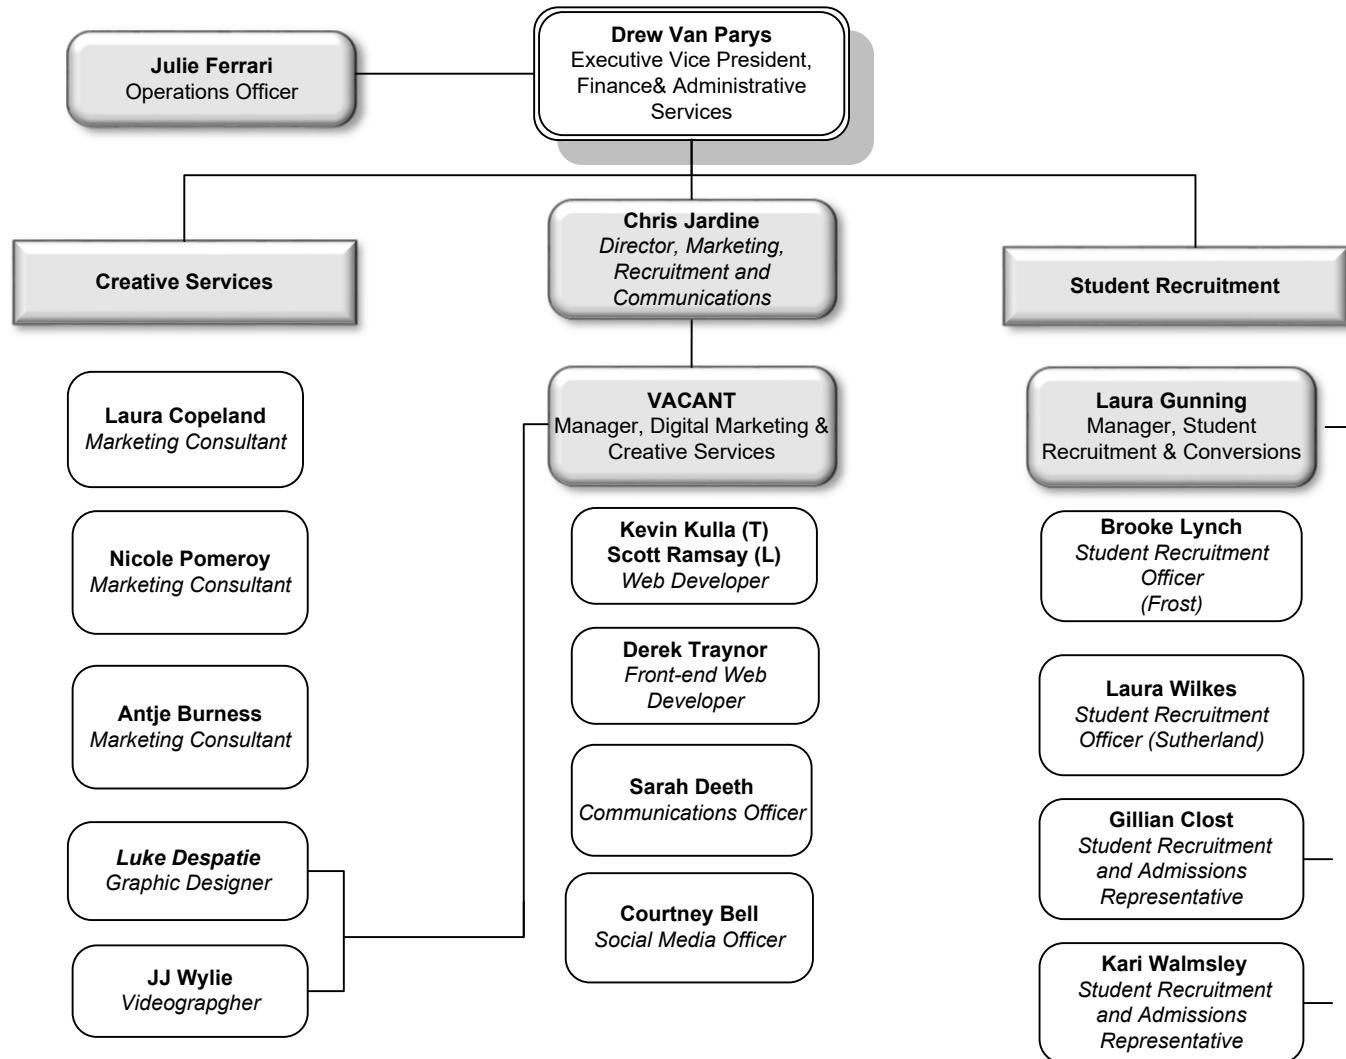 Drew Van Parys
Executive Vice President,
Finance& Administrative
Services
Julie Ferrari
Operations Officer
Chris Jardine
Director, Marketing,
Recruitment and
Communications
Creative Services
Student Recruitment
Laura Copeland
Marketing Consultant
Nicole Pomeroy
Marketing Consultant
Antje Burness
Marketing Consultant
Luke Despatie
Graphic Designer
JJ Wylie
Videograpgher
VACANT
Manager, Digital Marketing &
Creative Services
Kevin Kulla (T)
Scott Ramsay (L)
Web Developer
Derek Traynor
Front-end Web
Developer
Sarah Deeth
Communications Officer
Courtney Bell
Social Media Officer
Laura Gunning
Manager, Student
Recruitment & Conversions
Brooke Lynch
Student Recruitment
Officer
(Frost)
Laura Wilkes
Student Recruitment
Officer (Sutherland)
Gillian Clost
Student Recruitment
and Admissions
Representative
Kari Walmsley
Student Recruitment
and Admissions
Representative